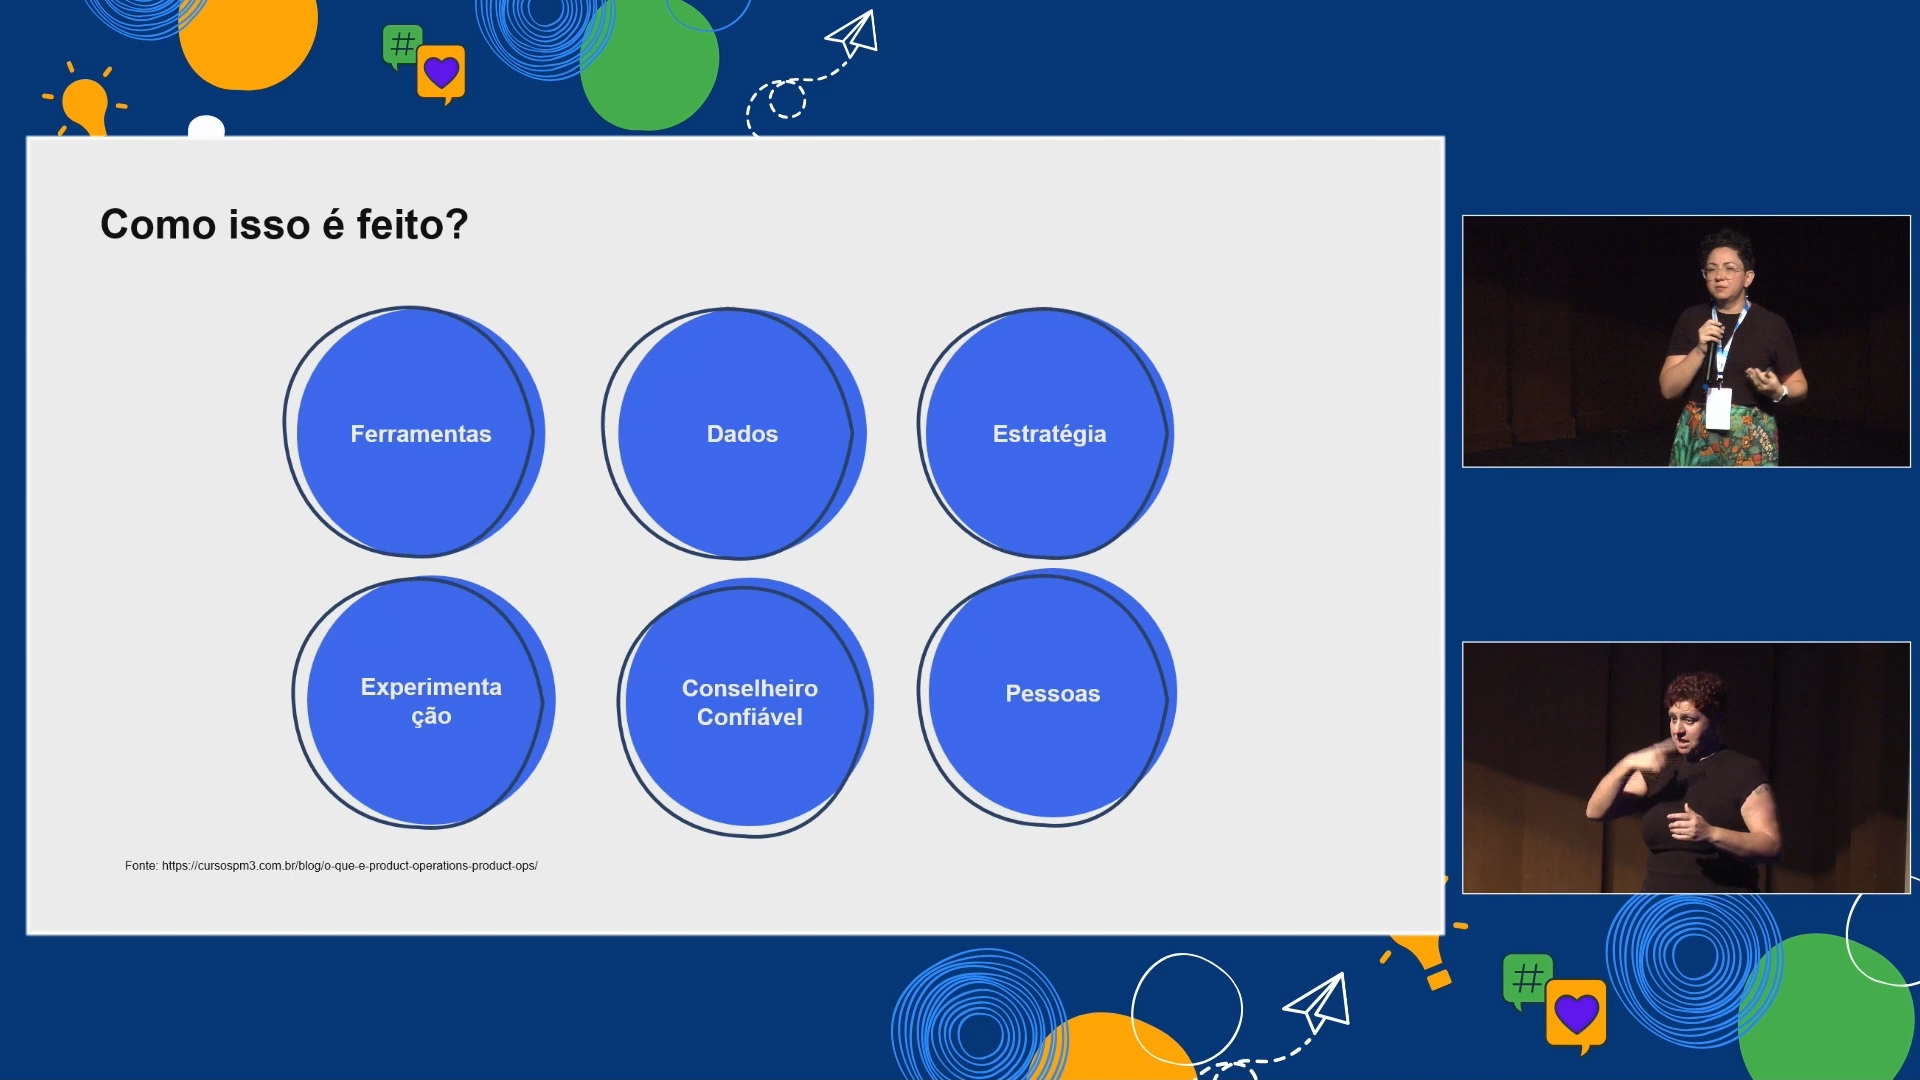 Como isso é feito?
Ferramentas
Dados
Estratégia
Experimenta
ção
Conselheiro
Confiável
Pessoas
Fonte: https://cursospm3.com.br/blog/o-que-e-product-operations-product-ops/